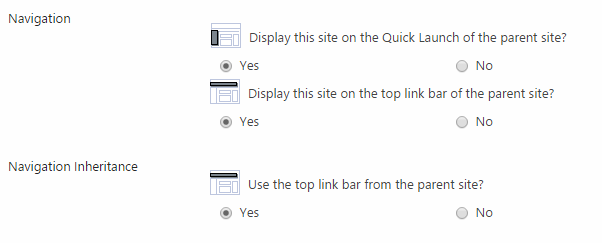 Navigation
Display this site on the Quick Launch of the parent site?
Yes No
Display this site on the top link bar of the parent site?
Yes No
Navigation Inheritance
Use the top link bar from the parent site?
Yes No